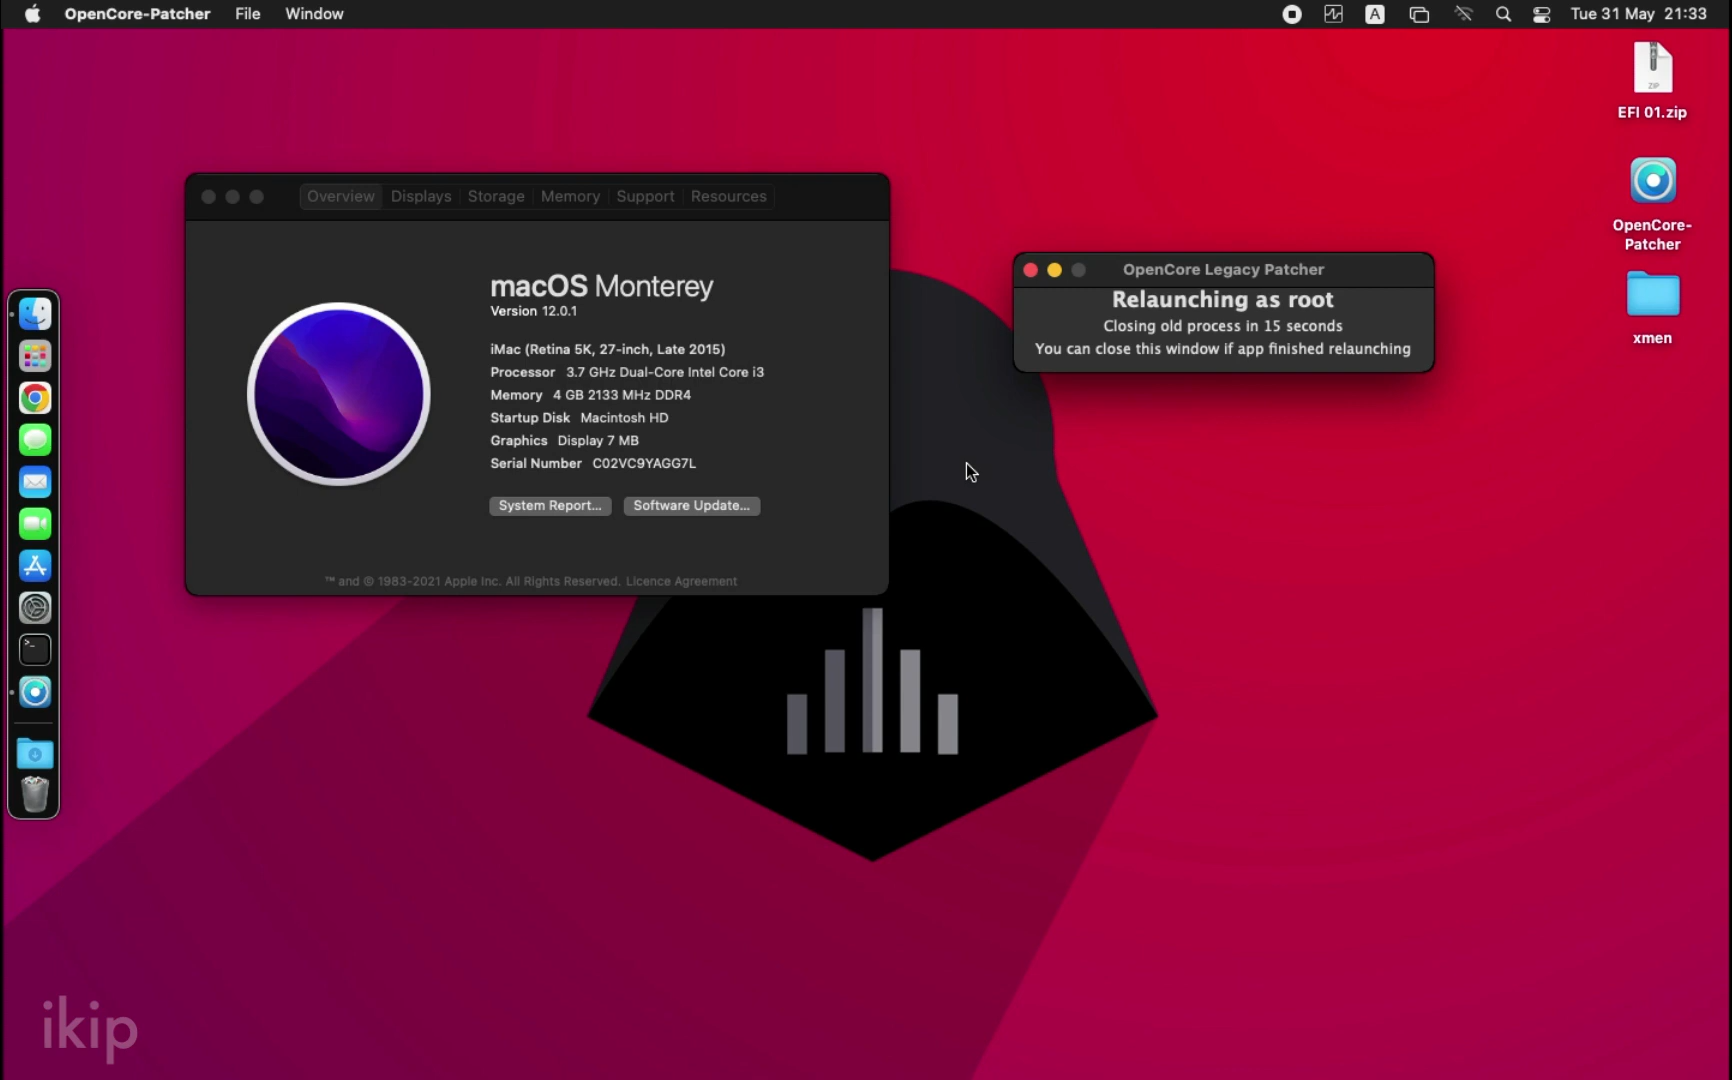 OpenCore-Patcher File Window
A
Tue 31 May 21:33
ZIP
EFI 01.zip
OpenCore-
Patcher
xmen
Overview Displays Storage Memory Support Resources
macOS Monterey
Version 12.0.1
iMac (Retina 5K, 27-inch, Late 2015)
Processor 3.7 GHz Dual-Core Intel Core i3
Memory 4 GB 2133 MHz DDR4
Startup Disk Macintosh HD
Graphics Display 7 MB
Serial Number C02VC9YAGG7L
System Report... Software Update...
™ and © 1983-2021 Apple Inc. All Rights Reserved. Licence Agreement
OpenCore Legacy Patcher
Relaunching as root
Closing old process in 15 seconds
You can close this window if app finished relaunching
ikip